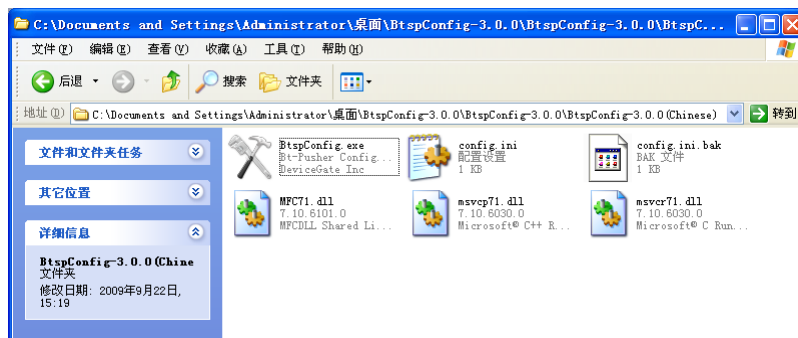 C:\Documents and Settings\Administrator\桌面\BtspConfig-3.0.0\BtspConfig-3.0.0\BtspC...
文件(F) 编辑(E) 查看(V) 收藏(A) 工具(T) 帮助(H)
后退 搜索 文件夹
地址(D) C:\Documents and Settings\Administrator\桌面\BtspConfig-3.0.0\BtspConfig-3.0.0\BtspConfig-3.0.0(Chinese) 转到
文件和文件夹任务
其它位置
详细信息
BtspConfig-3.0.0(Chine
文件夹
修改日期: 2009年9月22日,
15:19
BtspConfig.exe
Bt-Pusher Config...
DeviceGate Inc
config.ini
配置设置
1 KB
config.ini.bak
BAK 文件
1 KB
MFC71.dll
7.10.6101.0
MFCDLL Shared Li...
msvcp71.dll
7.10.6030.0
Microsoft® C++ R...
msvcr71.dll
7.10.6030.0
Microsoft® C Run...